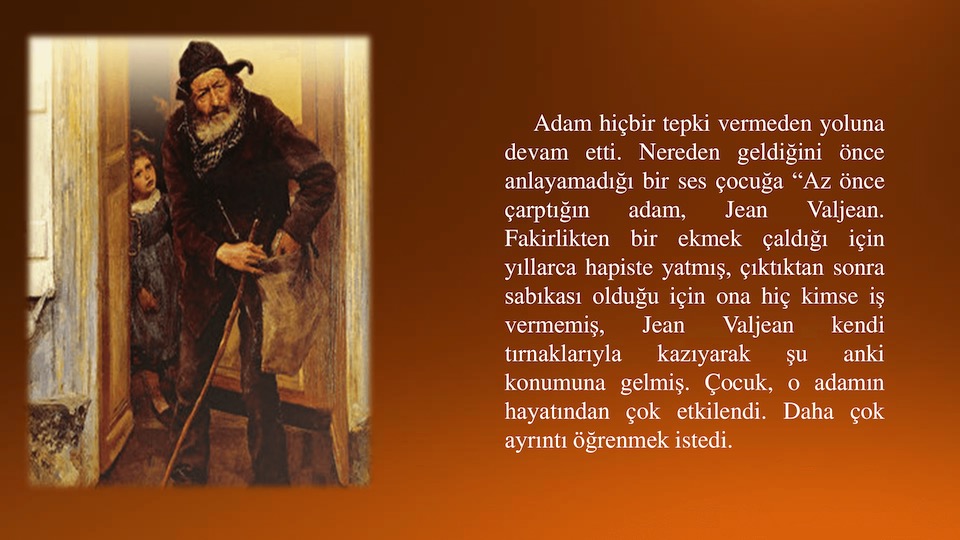 Adam hiçbir tepki vermeden yoluna
devam etti. Nereden geldiğini önce
anlayamadığı bir ses çocuğa “Az önce
çarptığın adam, Jean Valjean.
Fakirlikten bir ekmek çaldığı için
yıllarca hapiste yatmış, çıktıktan sonra
sabıkası olduğu için ona hiç kimse iş
vermemiş, Jean Valjean kendi
tırnaklarıyla kazıyarak şu anki
konumuna gelmiş. Çocuk, o adamın
hayatından çok etkilendi. Daha çok
ayrıntı öğrenmek istedi.